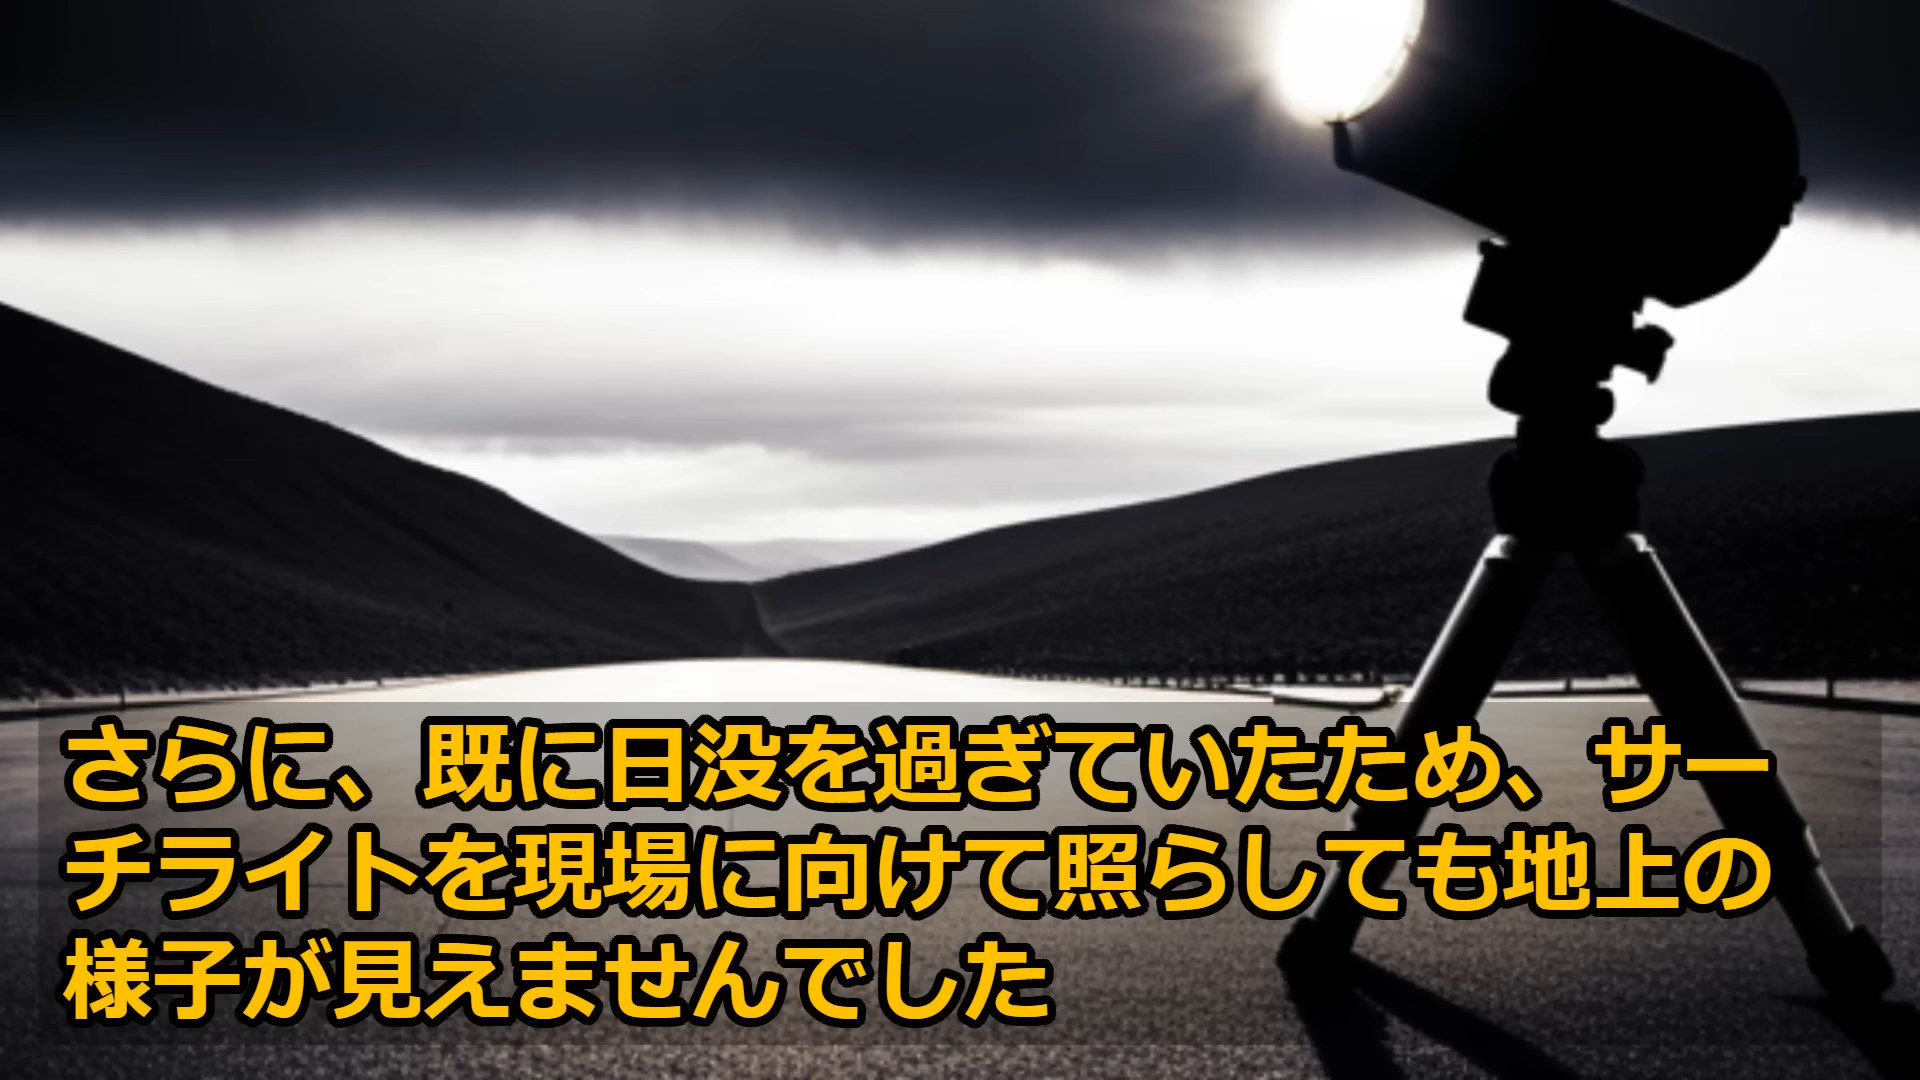 さらに、既に日没を過ぎていたため、サー
チライトを現場に向けて照らしても地上の
様子が見えませんでした